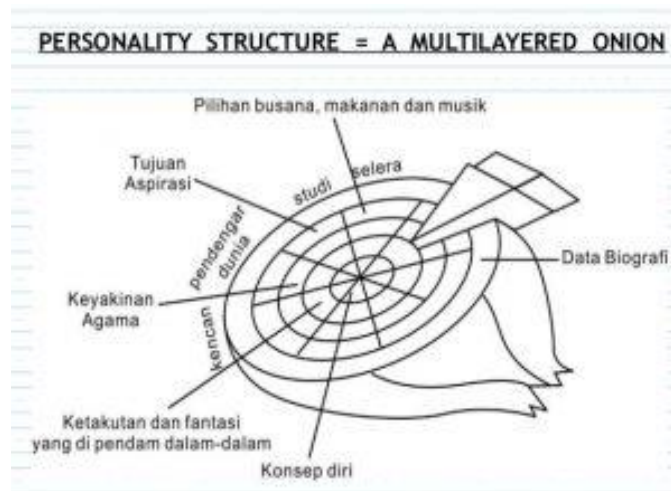 PERSONALITY STRUCTURE = A MULTILAYERED ONION
Pilihan busana, makanan dan musik
Tujuan
Aspirasi
studi selera
pendengar
dunia
Data Biografi
Keyakinan
Agama
kencan
Ketakutan dan fantasi
yang di pendam dalam-dalam
Konsep diri